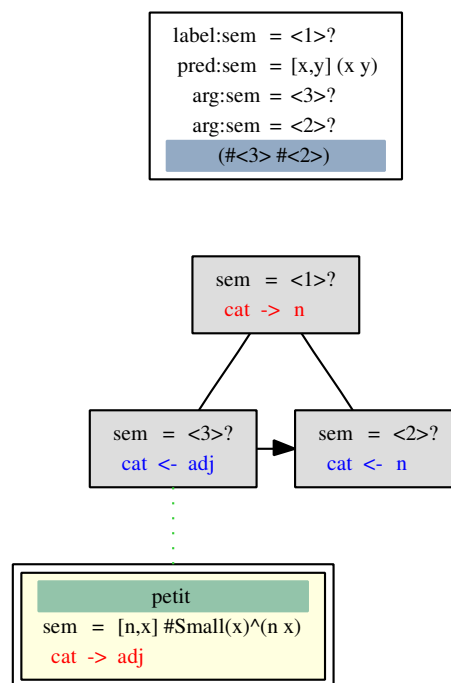 label:sem = <1>?
pred:sem = [x,y] (x y)
arg:sem = <3>?
arg:sem = <2>?
(#<3> #<2>)
sem = <1>?
cat -> n
sem = <3>?
cat <- adj
sem = <2>?
cat <- n
petit
sem = [n,x] #Small(x)^(n x)
cat -> adj